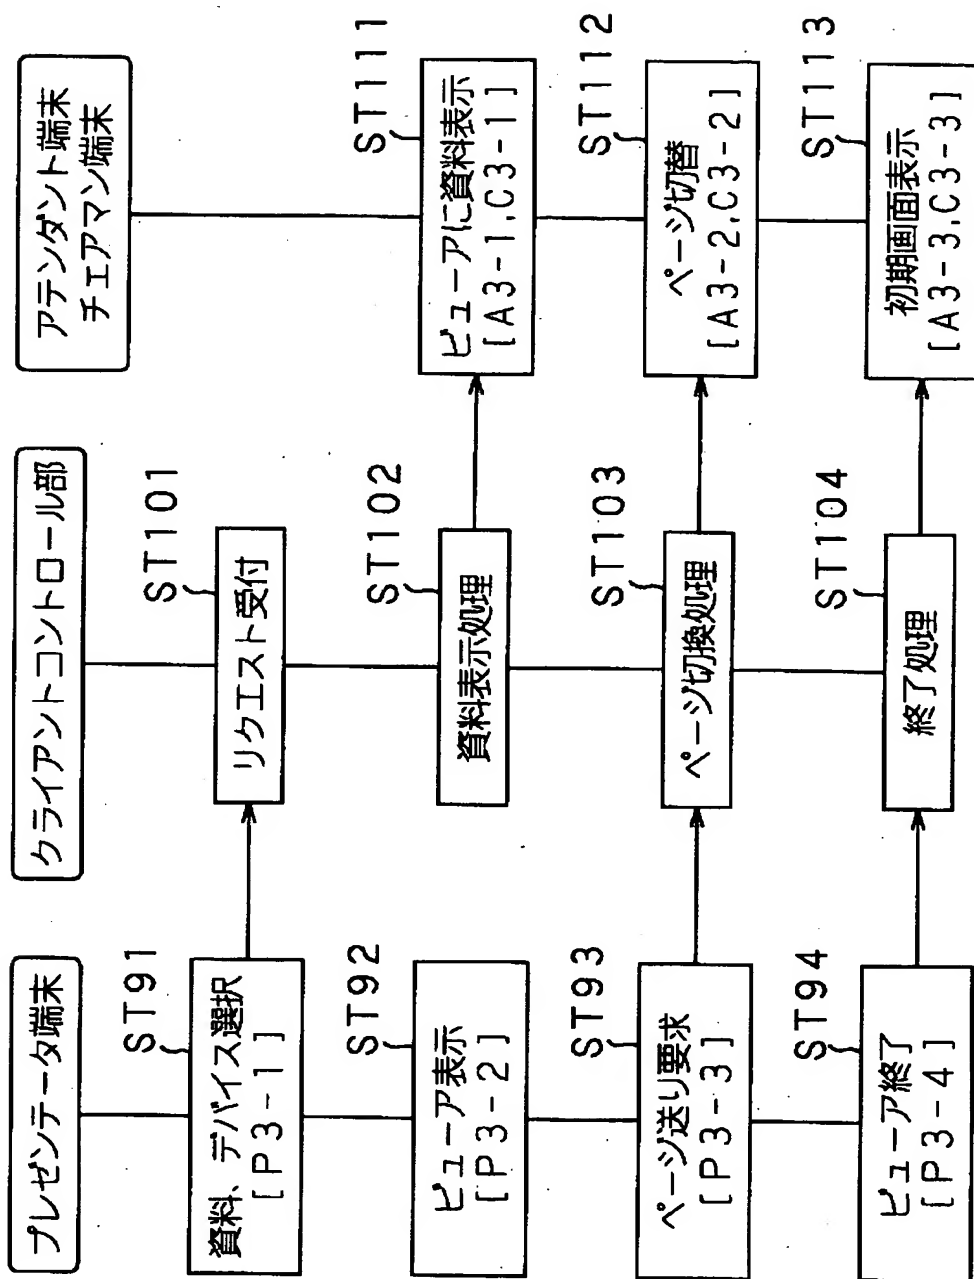 プレゼンテータ端末
ST91
資料、デバイス選択
[P3-1]
ST92
ビューア表示
[P3-2]
ST93
ページ送り要求
[P3-3]
ST94
ビューア終了
[P3-4]
クライアントコントロール部
ST101
リクエスト受付
ST102
資料表示処理
ST103
ページ切換処理
ST104
終了処理
アテンダント端末
チェアマン端末
ST111
ビューアに資料表示
[A3-1,C3-1]
ST112
ページ切替
[A3-2,C3-2]
ST113
初期画面表示
[A3-3,C3-3]